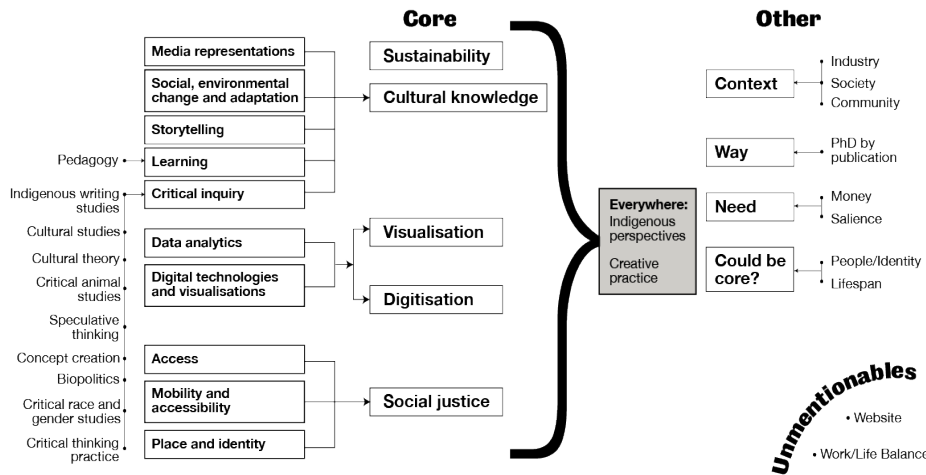 Core
Other
Pedagogy
Indigenous writing
studies
Cultural studies
Cultural theory
Critical animal
studies
Speculative
thinking
Concept creation
Biopolitics
Critical race and
gender studies
Critical thinking
practice
Media representations
Social, environmental
change and adaptation
Storytelling
Learning
Critical inquiry
Data analytics
Digital technologies
and visualisations
Access
Mobility and
accessibility
Place and identity
Sustainability
Cultural knowledge
Visualisation
Digitisation
Social justice
Everywhere:
Indigenous
perspectives
Creative
practice
Context
Industry
Society
Community
Way
PhD by
publication
Need
Money
Salience
Could be
core?
People/Identity
Lifespan
Unmentionables
Website
Work/Life Balance